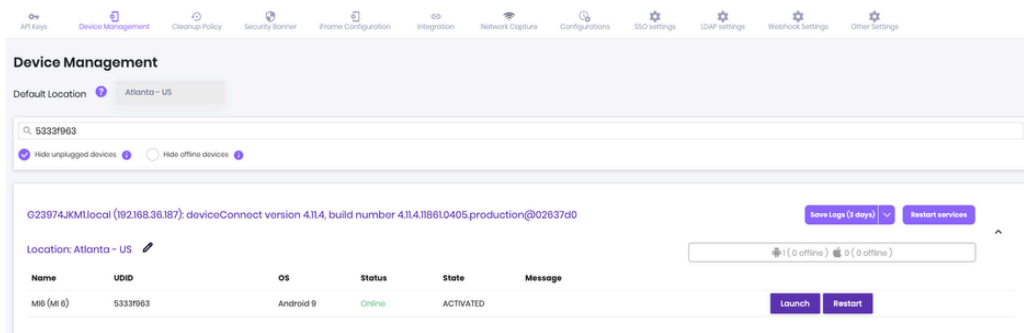 API Keys Device Management Cleanup Policy Security Banner iFrame Configuration Integration Network Capture Configurations SSO settings LDAP settings Webhook Settings Other Settings
Device Management
Default Location ? Atlanta - US
5333f963
Hide unplugged devices i Hide offline devices i
G23974JKM1.local (192.168.36.187): deviceConnect version 4.11.4, build number 4.11.4.11861.0405.production@02637d0 Save Logs (3 days) Restart services
Location: Atlanta - US 1 ( 0 offline ) 0 ( 0 offline )
Name UDID OS Status State Message
MI6 (MI 6) 5333f963 Android 9 Online ACTIVATED Launch Restart